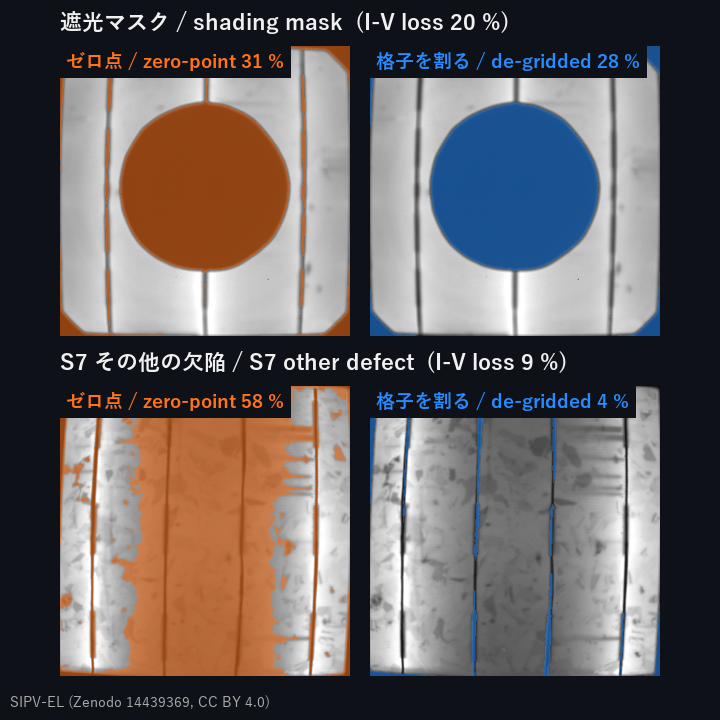 遮光マスク / shading mask（I-V loss 20 %）
ゼロ点 / zero-point 31 %
格子を割る / de-gridded 28 %
S7 その他の欠陥 / S7 other defect（I-V loss 9 %）
ゼロ点 / zero-point 58 %
格子を割る / de-gridded 4 %
SIPV-EL (Zenodo 14439369, CC BY 4.0)